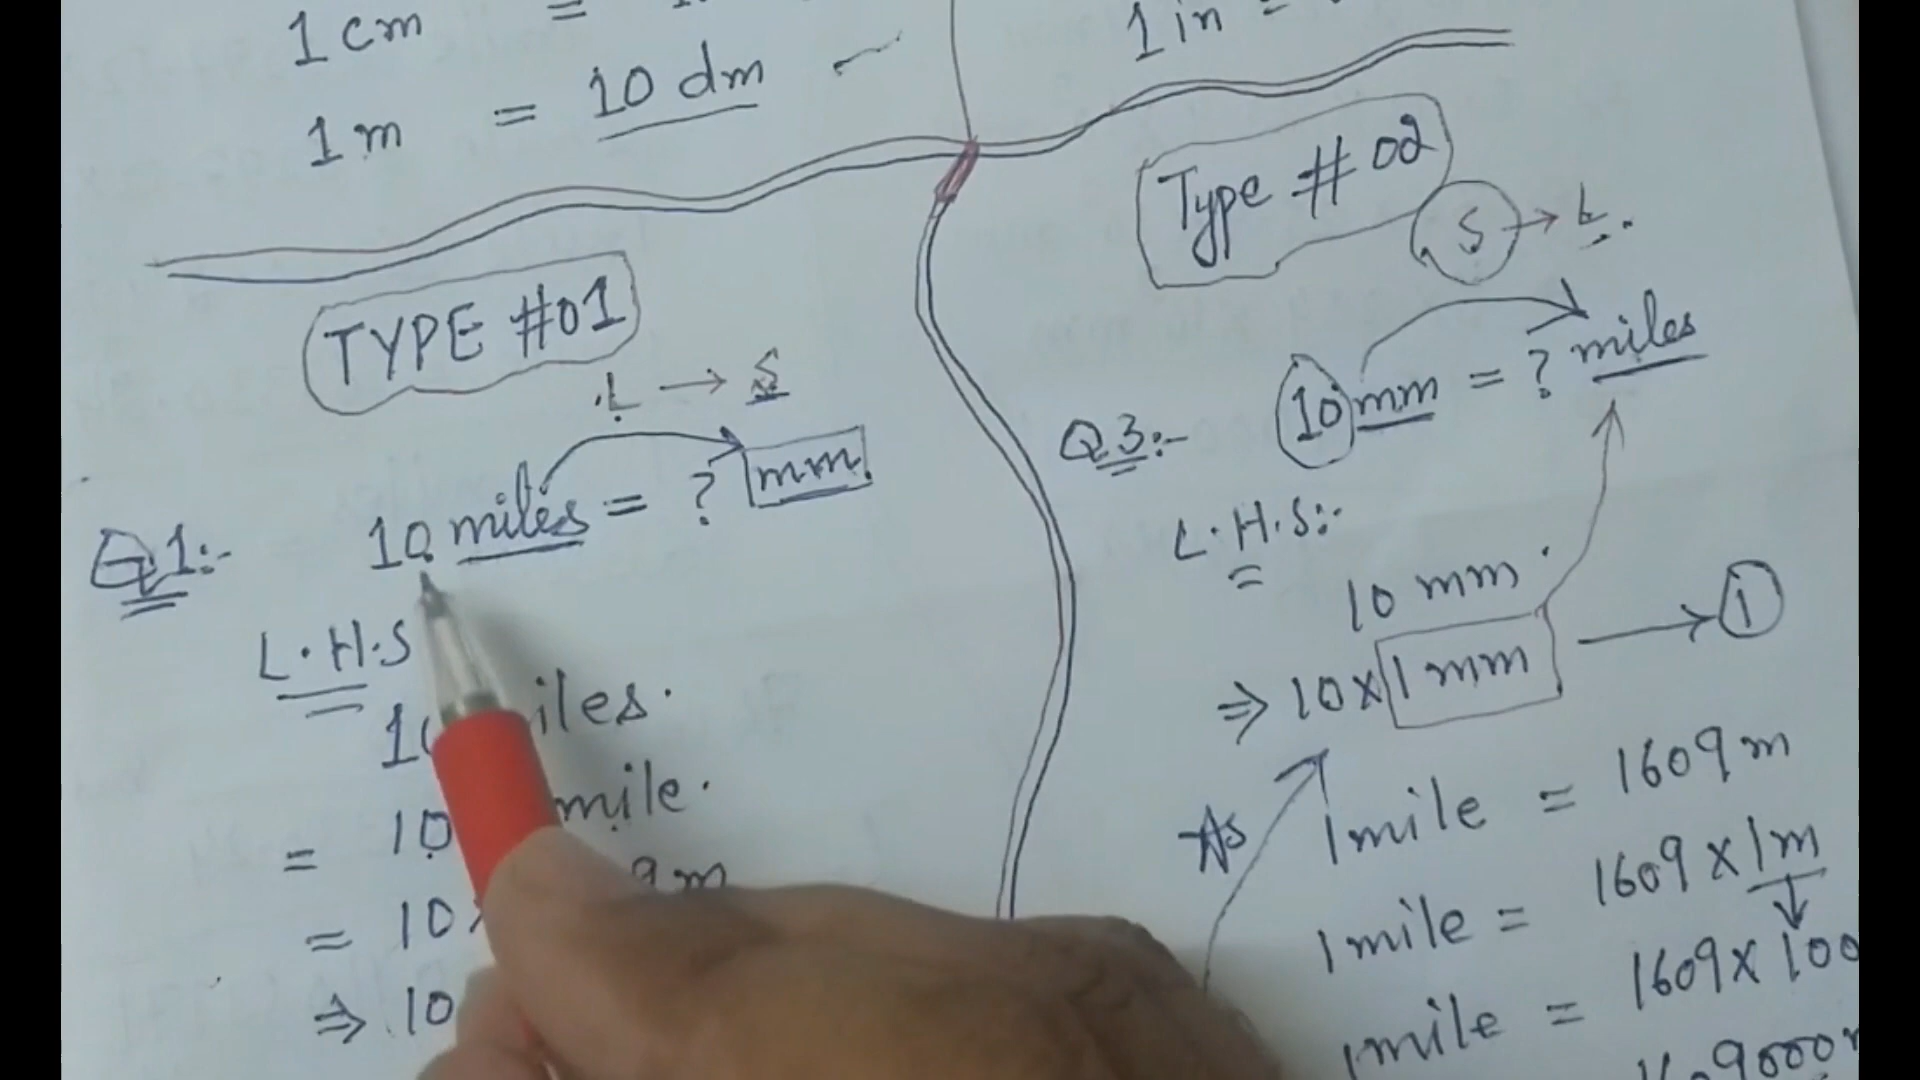 1 cm =
1 m = 10 dm
1 in =
TYPE #01
L → S
Q1:- 10 miles = ? mm
L.H.S
miles.
= 10 mile.
= 10 9 m
⇒ 10
Type #02
S → L.
Q3:- 10 mm = ? miles
L.H.S:-
10 mm.
⇒ 10 x 1 mm → 1
As 1 mile = 1609 m
1 mile = 1609 x 1 m
1 mile = 1609 x 100